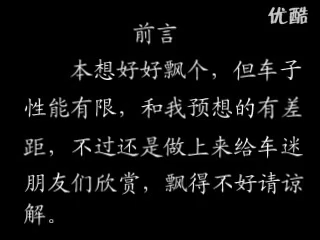 优酷
前言
本想好好飘个，但车子
性能有限，和我预想的有差
距，不过还是做上来给车迷
朋友们欣赏，飘得不好请谅
解。